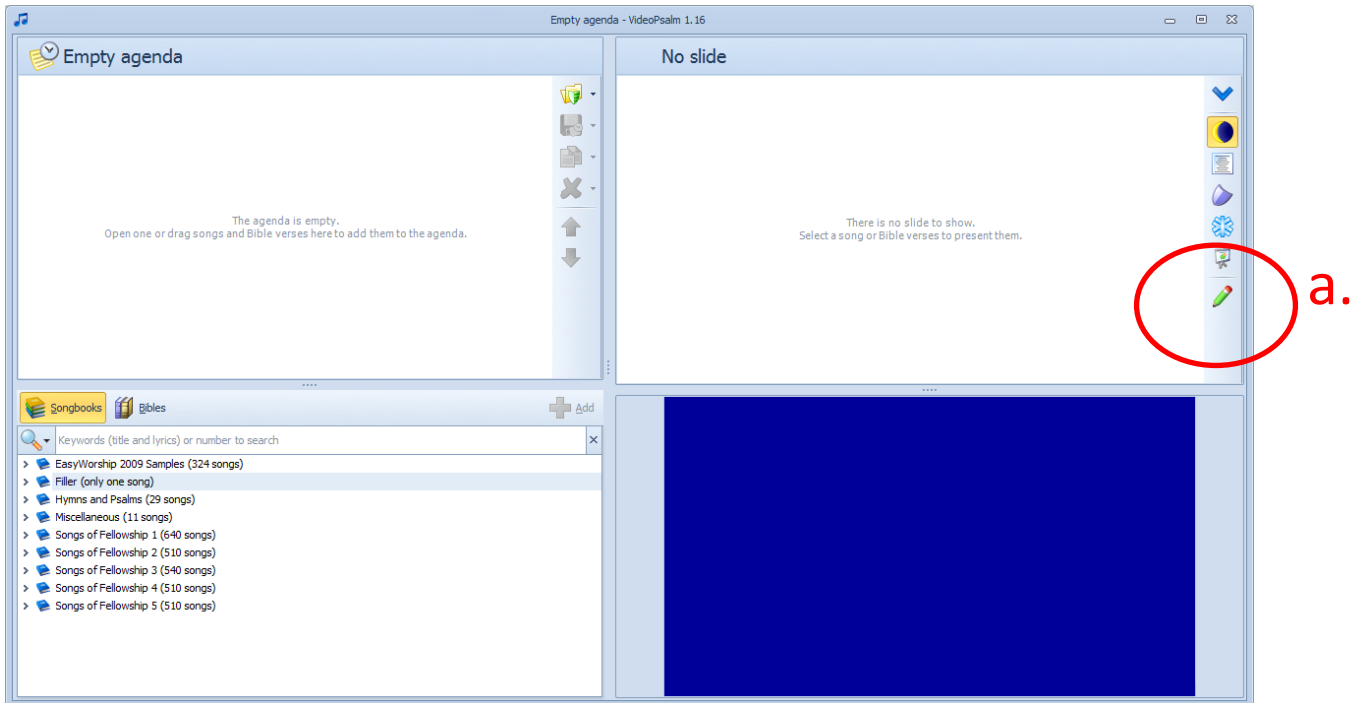 Empty agenda - VideoPsalm 1.16
Empty agenda
No slide
The agenda is empty.
Open one or drag songs and Bible verses here to add them to the agenda.
There is no slide to show.
Select a song or Bible verses to present them.
a.
Songbooks Bibles Add
Keywords (title and lyrics) or number to search
EasyWorship 2009 Samples (324 songs)
Filler (only one song)
Hymns and Psalms (29 songs)
Miscellaneous (11 songs)
Songs of Fellowship 1 (640 songs)
Songs of Fellowship 2 (510 songs)
Songs of Fellowship 3 (540 songs)
Songs of Fellowship 4 (510 songs)
Songs of Fellowship 5 (510 songs)